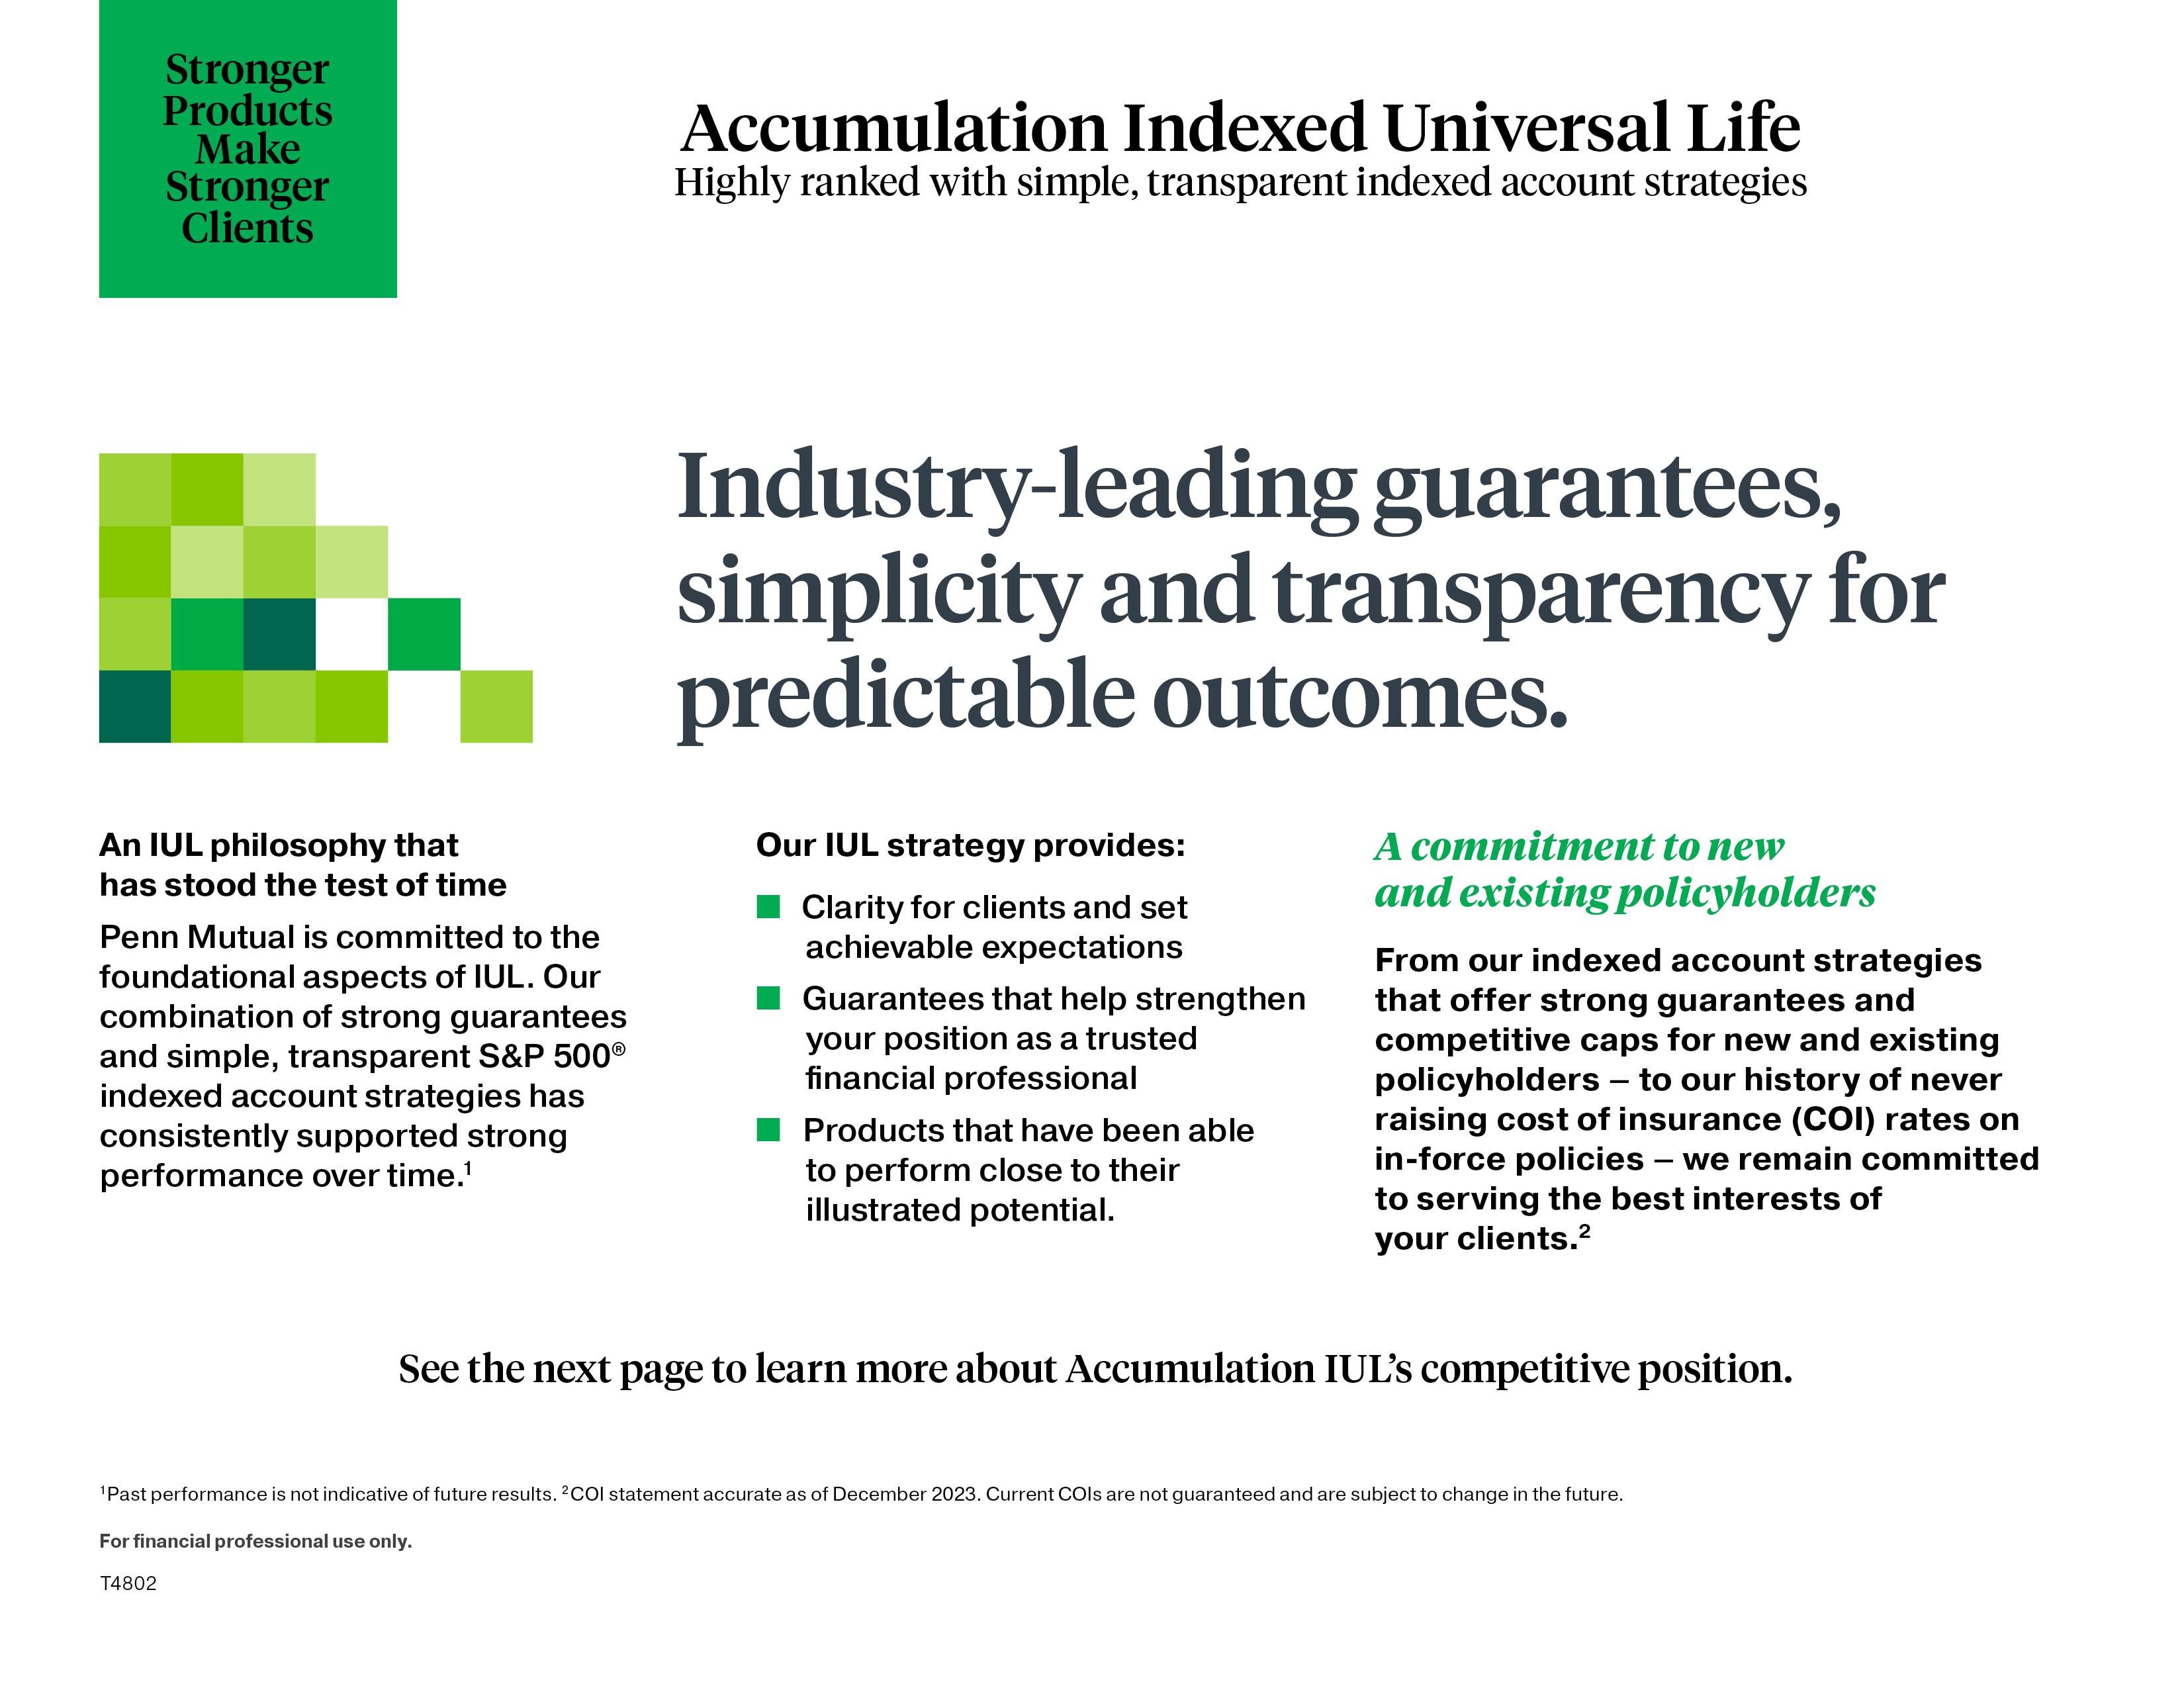 Stronger
Products
Make
Stronger
Clients
Accumulation Indexed Universal Life
Highly ranked with simple, transparent indexed account strategies
Industry-leading guarantees,
simplicity and transparency for
predictable outcomes.
An IUL philosophy that
has stood the test of time
Penn Mutual is committed to the
foundational aspects of IUL. Our
combination of strong guarantees
and simple, transparent S&P 500®
indexed account strategies has
consistently supported strong
performance over time.¹
Our IUL strategy provides:
■ Clarity for clients and set
achievable expectations
■ Guarantees that help strengthen
your position as a trusted
financial professional
■ Products that have been able
to perform close to their
illustrated potential.
A commitment to new
and existing policyholders
From our indexed account strategies
that offer strong guarantees and
competitive caps for new and existing
policyholders – to our history of never
raising cost of insurance (COI) rates on
in-force policies – we remain committed
to serving the best interests of
your clients.²
See the next page to learn more about Accumulation IUL’s competitive position.
¹Past performance is not indicative of future results. ²COI statement accurate as of December 2023. Current COIs are not guaranteed and are subject to change in the future.
For financial professional use only.
T4802